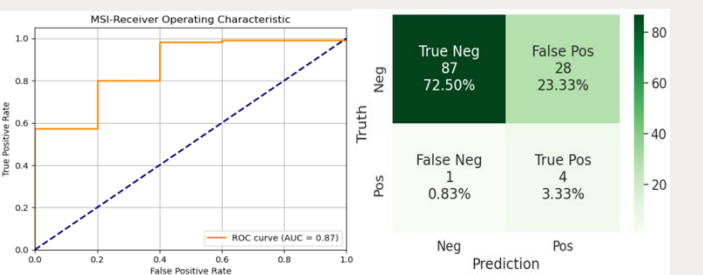 MSI-Receiver Operating Characteristic
True Positive Rate
1.0
0.8
0.6
0.4
0.2
0.0
0.0 0.2 0.4 0.6 0.8 1.0
False Positive Rate
ROC curve (AUC = 0.87)
Truth
Neg
Pos
True Neg
87
72.50%
False Pos
28
23.33%
False Neg
1
0.83%
True Pos
4
3.33%
Neg Pos
Prediction
80
60
40
20